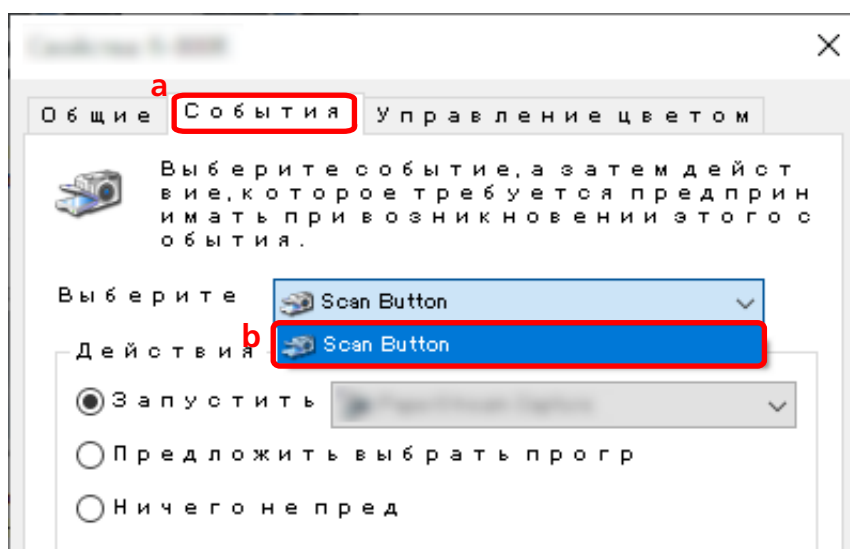 a
Общие События Управление цветом
Выберите событие, а затем дейст
вие, которое требуется предприн
имать при возникновении этого с
обытия.
Выберите Scan Button
b Scan Button
Действия
Запустить
Предложить выбрать прогр
Ничего не пред